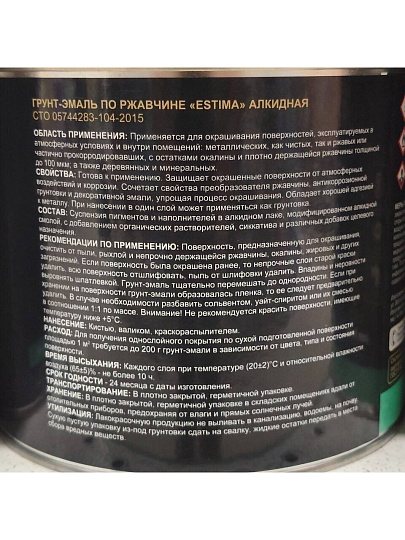 ГРУНТ-ЭМАЛЬ ПО РЖАВЧИНЕ «ESTIMA» АЛКИДНАЯ
СТО 05744283-104-2015
ОБЛАСТЬ ПРИМЕНЕНИЯ: Применяется для окрашивания поверхностей, эксплуатируемых в
атмосферных условиях и внутри помещений: металлических, как чистых, так и ржавых или
частично прокорродировавших, с остатками окалины и плотно держащейся ржавчины толщиной
до 100 мкм, а также деревянных и минеральных.
СВОЙСТВА: Готова к применению. Защищает окрашенные поверхности от атмосферных
воздействий и коррозии. Сочетает свойства преобразователя ржавчины, антикоррозионной
грунтовки и декоративной эмали, упрощая процесс окрашивания. Обладает хорошей адгезией
к металлу. При нанесении в один слой может применяться как грунтовка.
СОСТАВ: Суспензия пигментов и наполнителей в алкидном лаке, модифицированном алкидной
смолой, с добавлением органических растворителей, сиккатива и различных добавок целевого
назначения.
РЕКОМЕНДАЦИИ ПО ПРИМЕНЕНИЮ: Поверхность, предназначенную для окрашивания,
очистить от пыли, рыхлой и непрочно держащейся ржавчины, окалины, жировых и других
загрязнений. Если поверхность была окрашена ранее, то непрочные слои старой краски
удалить, всю поверхность отшлифовать, пыль от шлифовки удалить. Впадины и неровности
выровнять шпатлевкой. Грунт-эмаль тщательно перемешать до однородности. Если при
хранении на поверхности грунт-эмали образовалась пленка, то ее следует предварительно
удалить. В случае необходимости разбавить сольвентом, уайт-спиритом или их смесью
в соотношении 1:1 по массе. Внимание! Не рекомендуется красить поверхности, имеющие
температуру ниже +5°С.
НАНЕСЕНИЕ: Кистью, валиком, краскораспылителем.
РАСХОД: Для получения однослойного покрытия по сухой подготовленной поверхности
площадью 1 м² требуется до 200 г грунт-эмали в зависимости от цвета, типа и состояния
поверхности.
ВРЕМЯ ВЫСЫХАНИЯ: Каждого слоя при температуре (20±2)°С и относительной влажности
воздуха (65±5)% - не более 10 ч.
СРОК ГОДНОСТИ - 24 месяца с даты изготовления.
ТРАНСПОРТИРОВАНИЕ: В плотно закрытой, герметичной упаковке.
ХРАНЕНИЕ: В плотно закрытой, герметичной упаковке в складских помещениях вдали от
отопительных приборов, предохраняя от влаги и прямых солнечных лучей.
УТИЛИЗАЦИЯ: Лакокрасочную продукцию не выливать в канализацию, водоемы, на почву.
Сухую пустую упаковку из-под грунтовки сдать на свалку, жидкие остатки передать в места
сбора вредных веществ.